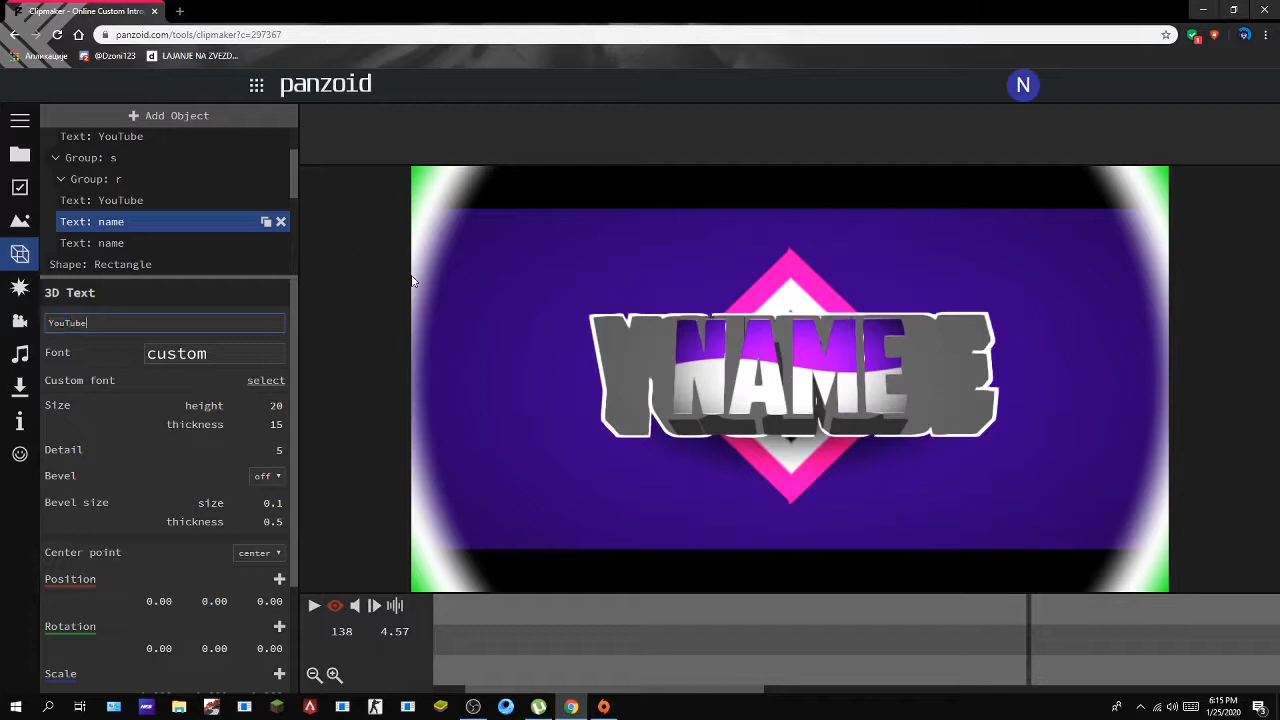 Clipmaker - Online Custom Intro
panzoid.com/tools/clipmaker?c=297367
Апликације
@Dzoni123
d LAJANJE NA ZVEZD...
1
panzoid
N
Add Object
Text: YouTube
Group: s
Group: r
Text: YouTube
Text: name
Text: name
Shape: Rectangle
3D Text
YouTube
Font custom
Custom font select
Size height 20
thickness 15
Detail 5
Bevel off
Bevel size size 0.1
thickness 0.5
Center point center
Position
0.00 0.00 0.00
Rotation
0.00 0.00 0.00
Scale
NAME
138 4.57
6:15 PM
1/25/2020